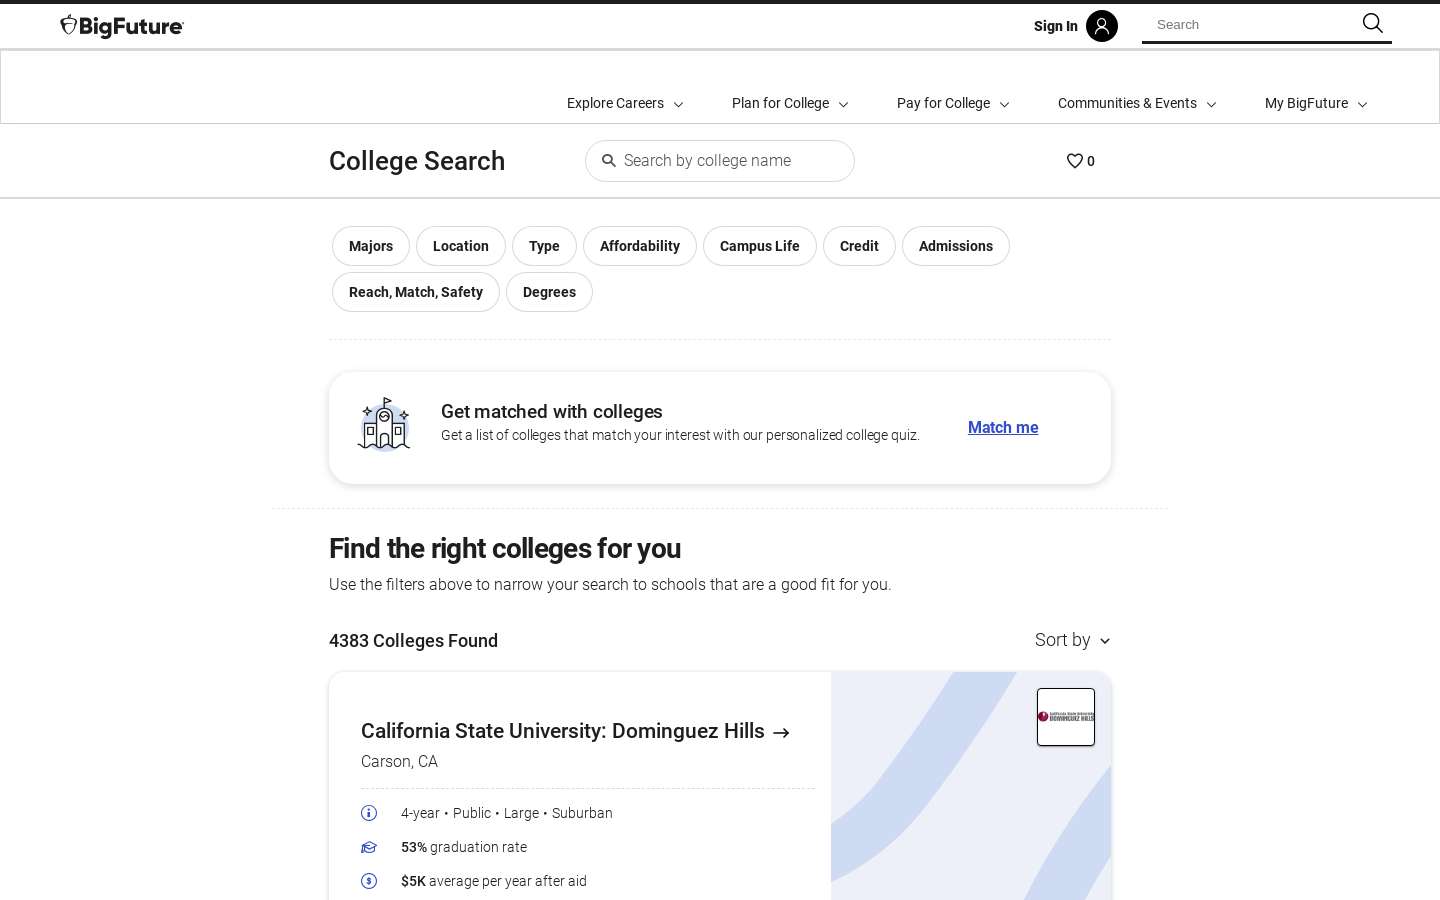 BigFuture
Sign In
Search
Explore Careers
Plan for College
Pay for College
Communities & Events
My BigFuture
College Search
Search by college name
0
Majors
Location
Type
Affordability
Campus Life
Credit
Admissions
Reach, Match, Safety
Degrees
Get matched with colleges
Get a list of colleges that match your interest with our personalized college quiz.
Match me
Find the right colleges for you
Use the filters above to narrow your search to schools that are a good fit for you.
4383 Colleges Found
Sort by
California State University: Dominguez Hills →
California State University
DOMINGUEZ HILLS
Carson, CA
4-year • Public • Large • Suburban
53% graduation rate
$5K average per year after aid